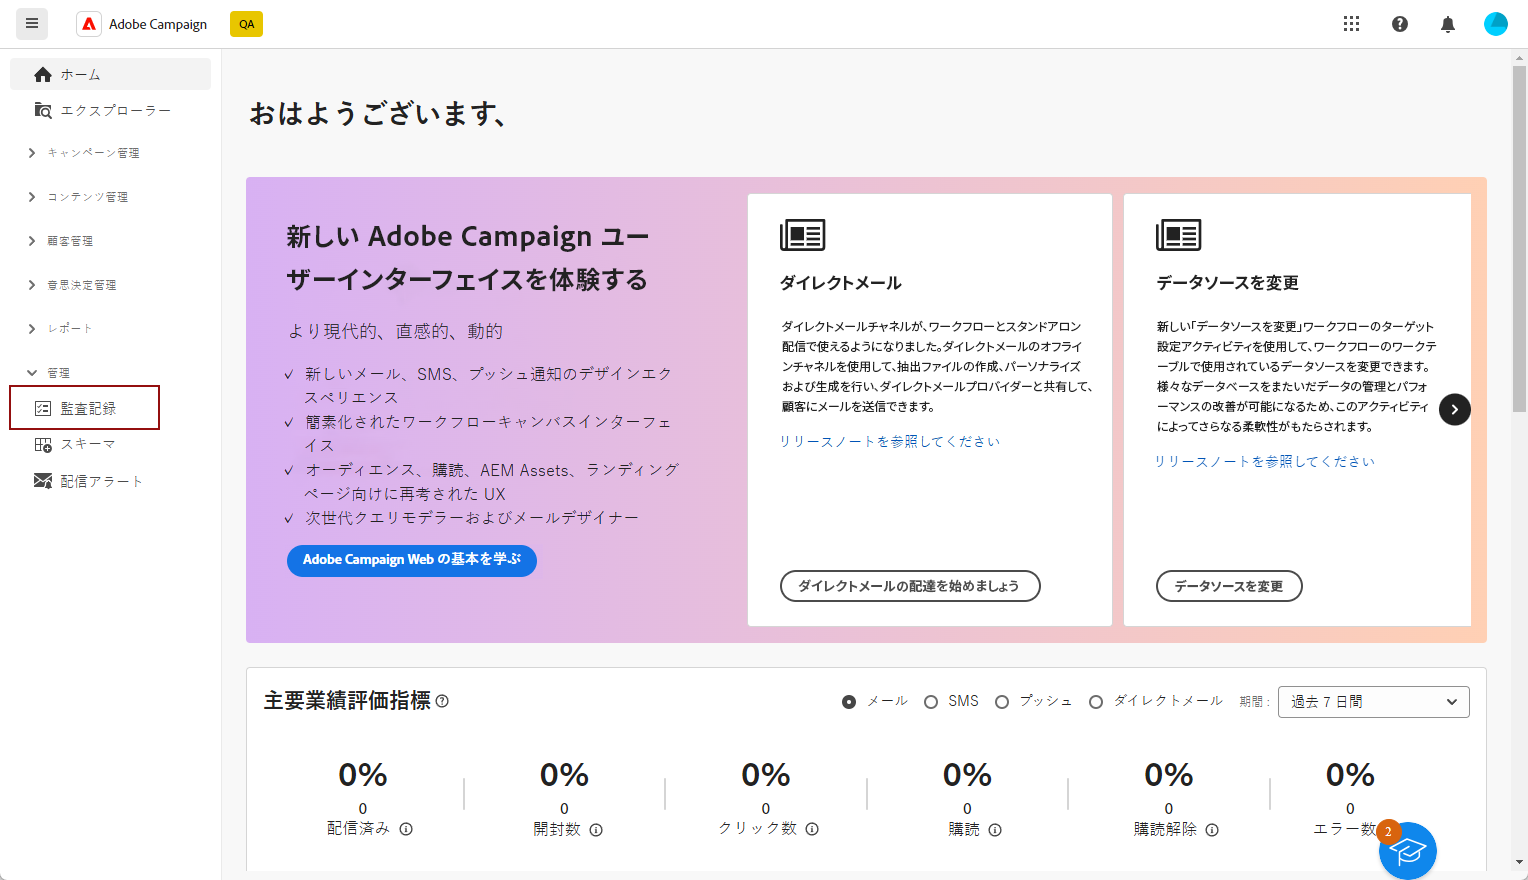 Adobe Campaign QA
ホーム
エクスプローラー
キャンペーン管理
コンテンツ管理
顧客管理
意思決定管理
レポート
管理
監査記録
スキーマ
配信アラート
おはようございます、
新しい Adobe Campaign ユー
ザーインターフェイスを体験する
より現代的、直感的、動的
✓ 新しいメール、SMS、プッシュ通知のデザインエク
スペリエンス
✓ 簡素化されたワークフローキャンバスインターフェ
イス
✓ オーディエンス、購読、AEM Assets、ランディング
ページ向けに再考された UX
✓ 次世代クエリモデラーおよびメールデザイナー
Adobe Campaign Web の基本を学ぶ
ダイレクトメール
ダイレクトメールチャネルが、ワークフローとスタンドアロン
配信で使えるようになりました。ダイレクトメールのオフライ
ンチャネルを使用して、抽出ファイルの作成、パーソナライズ
および生成を行い、ダイレクトメールプロバイダーと共有して、
顧客にメールを送信できます。
リリースノートを参照してください
ダイレクトメールの配達を始めましょう
データソースを変更
新しい「データソースを変更」ワークフローのターゲット
設定アクティビティを使用して、ワークフローのワークテ
ーブルで使用されているデータソースを変更できます。
様々なデータベースをまたいだデータの管理とパフォ
ーマンスの改善が可能になるため、このアクティビティ
によってさらなる柔軟性がもたらされます。
リリースノートを参照してください
データソースを変更
主要業績評価指標
メール SMS プッシュ ダイレクトメール 期間 : 過去 7 日間
0% 0% 0% 0% 0% 0%
0 0 0 0 0 0
配信済み 開封数 クリック数 購読 購読解除 エラー数
2